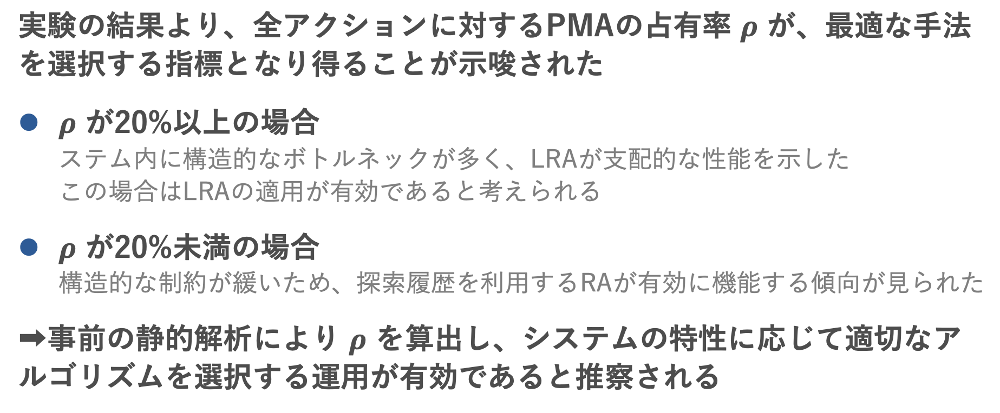 実験の結果より、全アクションに対するPMAの占有率 ρ が、最適な手法
を選択する指標となり得ることが示唆された
● ρ が20%以上の場合
ステム内に構造的なボトルネックが多く、LRAが支配的な性能を示した
この場合はLRAの適用が有効であると考えられる
● ρ が20%未満の場合
構造的な制約が緩いため、探索履歴を利用するRAが有効に機能する傾向が見られた
➡事前の静的解析により ρ を算出し、システムの特性に応じて適切なア
ルゴリズムを選択する運用が有効であると推察される